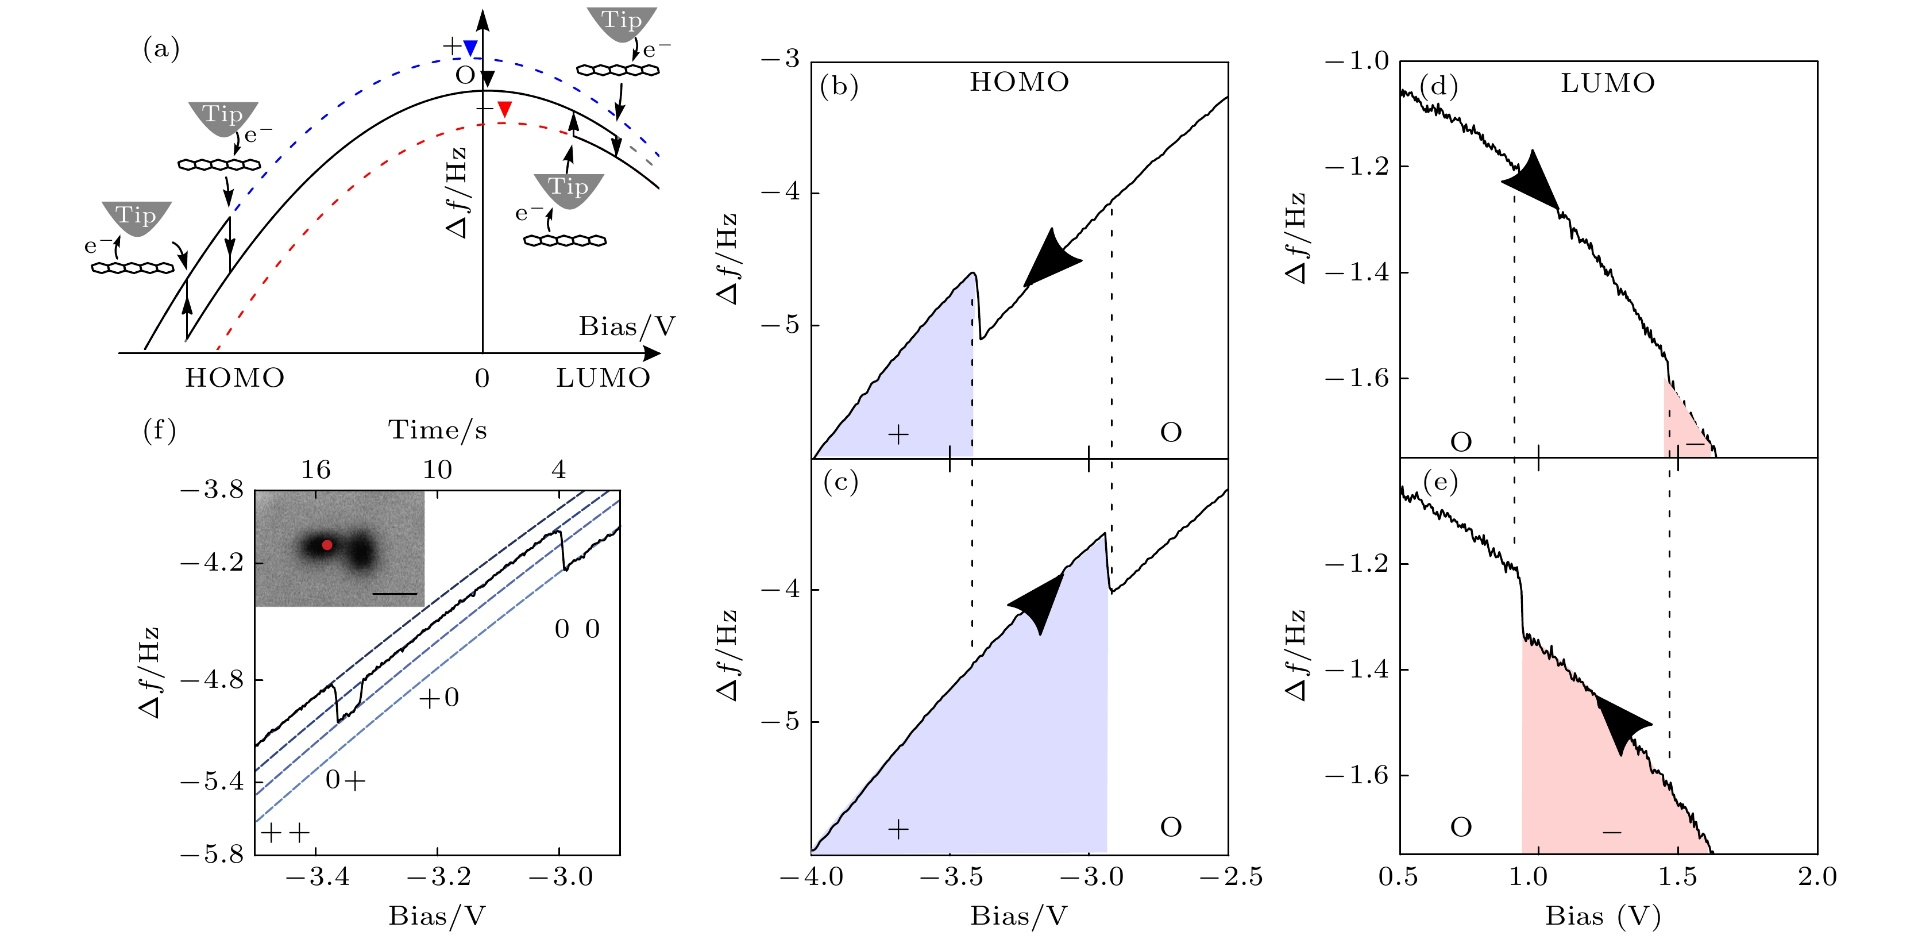 (a)
+
O
−
Tip
e−
Tip
e−
Tip
e−
Tip
e−
Δf/Hz
Bias/V
HOMO
0
LUMO
(b)
HOMO
−3
−4
−5
Δf/Hz
+
O
(c)
−4
−5
Δf/Hz
+
O
−4.0
−3.5
−3.0
−2.5
Bias/V
(d)
LUMO
−1.0
−1.2
−1.4
−1.6
Δf/Hz
O
−
(e)
−1.2
−1.4
−1.6
Δf/Hz
O
−
0.5
1.0
1.5
2.0
Bias (V)
(f)
Time/s
16
10
4
−3.8
−4.2
−4.8
−5.4
−5.8
Δf/Hz
0 0
+0
0+
++
−3.4
−3.2
−3.0
Bias/V